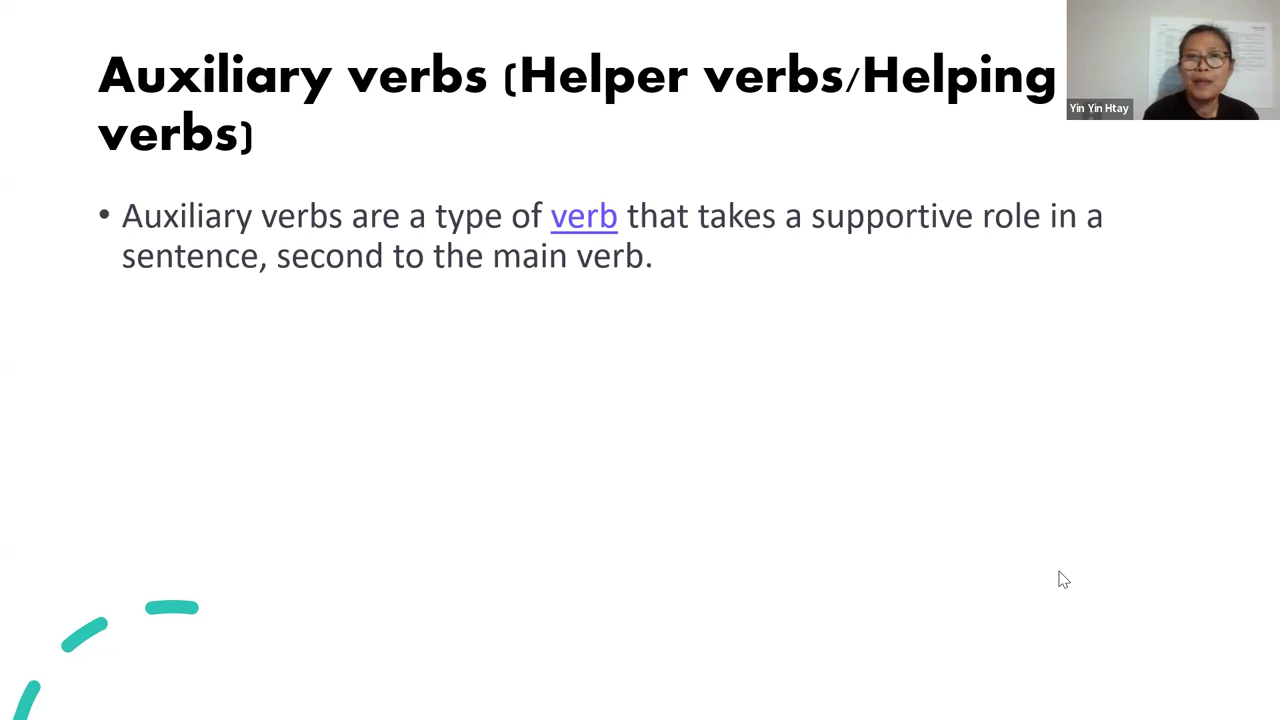 Auxiliary verbs (Helper verbs/Helping
verbs)
• Auxiliary verbs are a type of verb that takes a supportive role in a
sentence, second to the main verb.
Yin Yin Htay